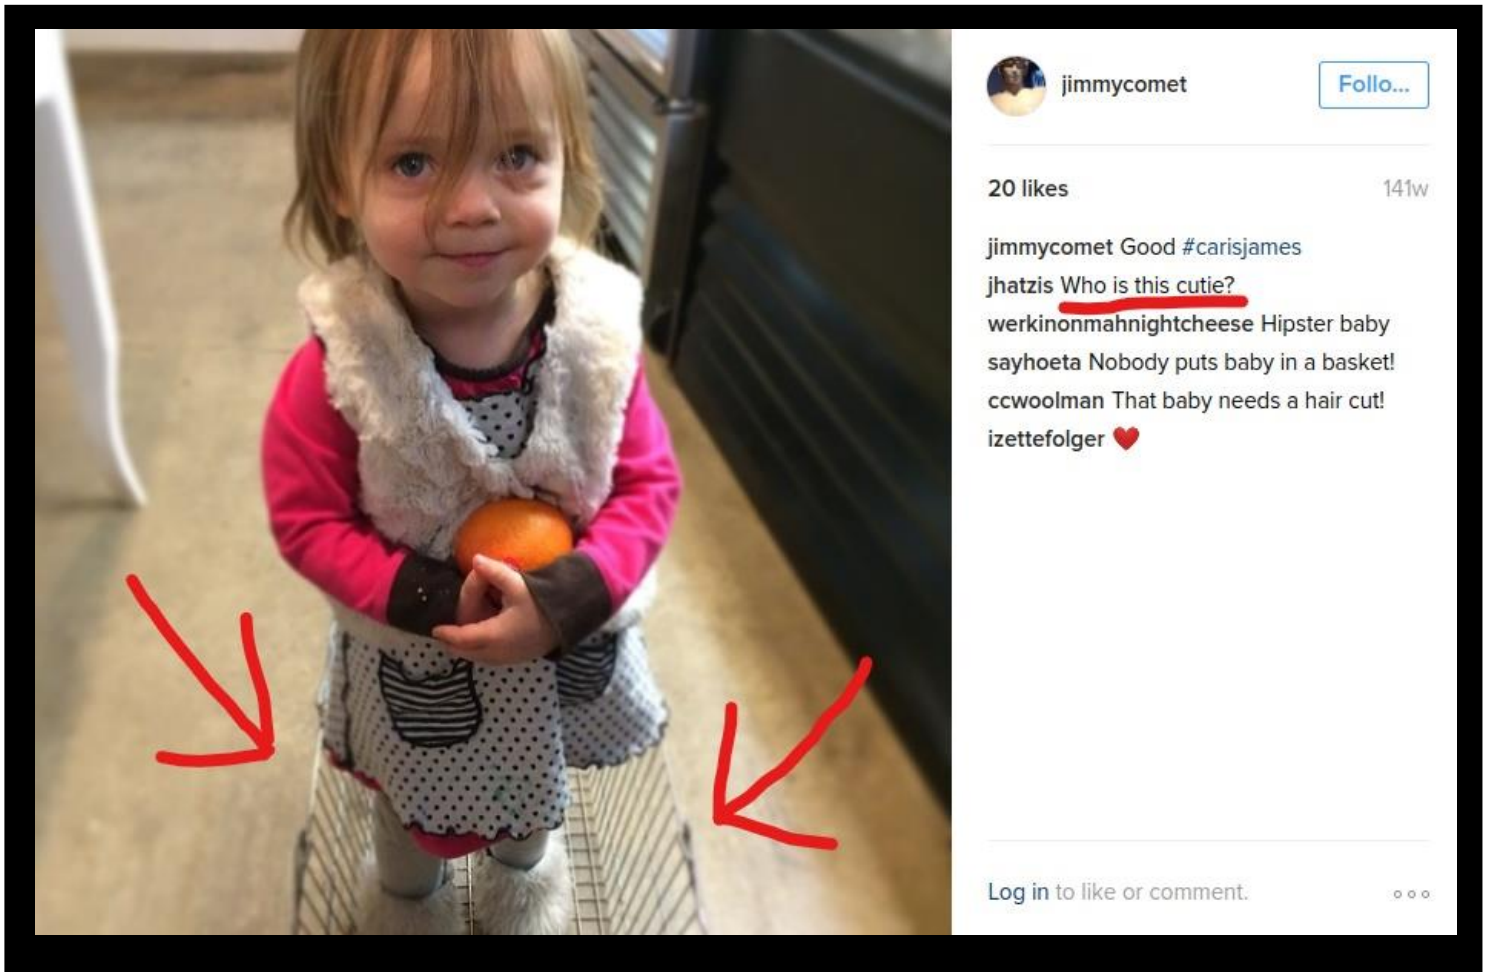 jimmycomet
Follo...
20 likes
141w
jimmycomet Good #carisjames
jhatzis Who is this cutie?
werkinonmahnightcheese Hipster baby
sayhoeta Nobody puts baby in a basket!
ccwoolman That baby needs a hair cut!
izettefolger ❤️
Log in to like or comment.